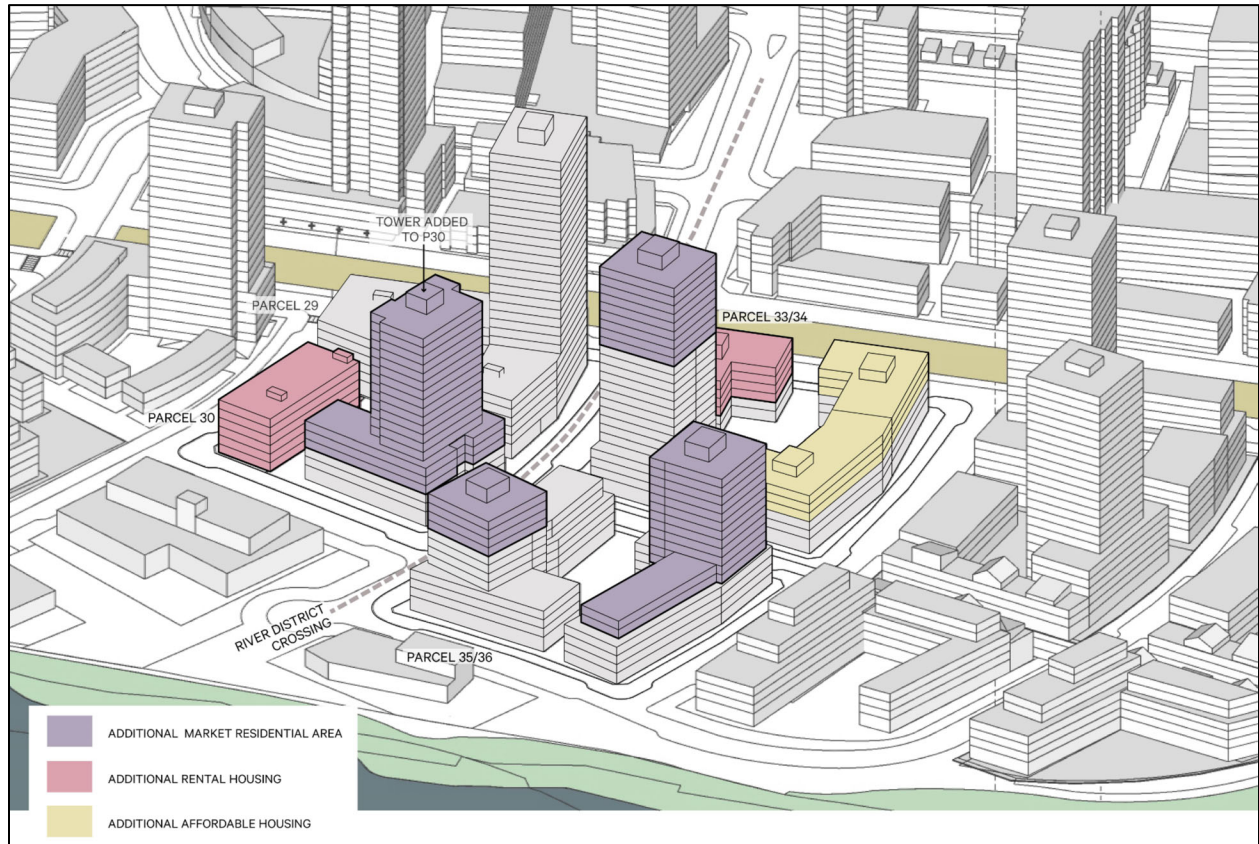 TOWER ADDED
TO P30
PARCEL 29
PARCEL 33/34
PARCEL 30
RIVER DISTRICT
CROSSING
PARCEL 35/36
ADDITIONAL MARKET RESIDENTIAL AREA
ADDITIONAL RENTAL HOUSING
ADDITIONAL AFFORDABLE HOUSING